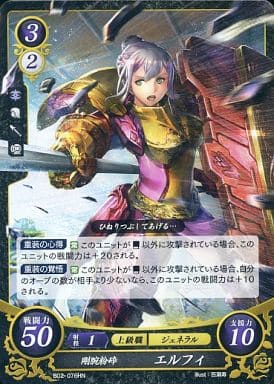 3
2
ひねりつぶしてあげる…
重装の心得 このユニットが 以外に攻撃されている場合、この
ユニットの戦闘力は+20される。
重装の覚悟 このユニットが 以外に攻撃されている場合、自
分のオーブの数が相手より少ないなら、このユニットの戦闘力は
+10される。
戦闘力
50
射程 1
上級職
ジェネラル
支援力
10
B02-076HN
剛腕粉砕 エルフィ